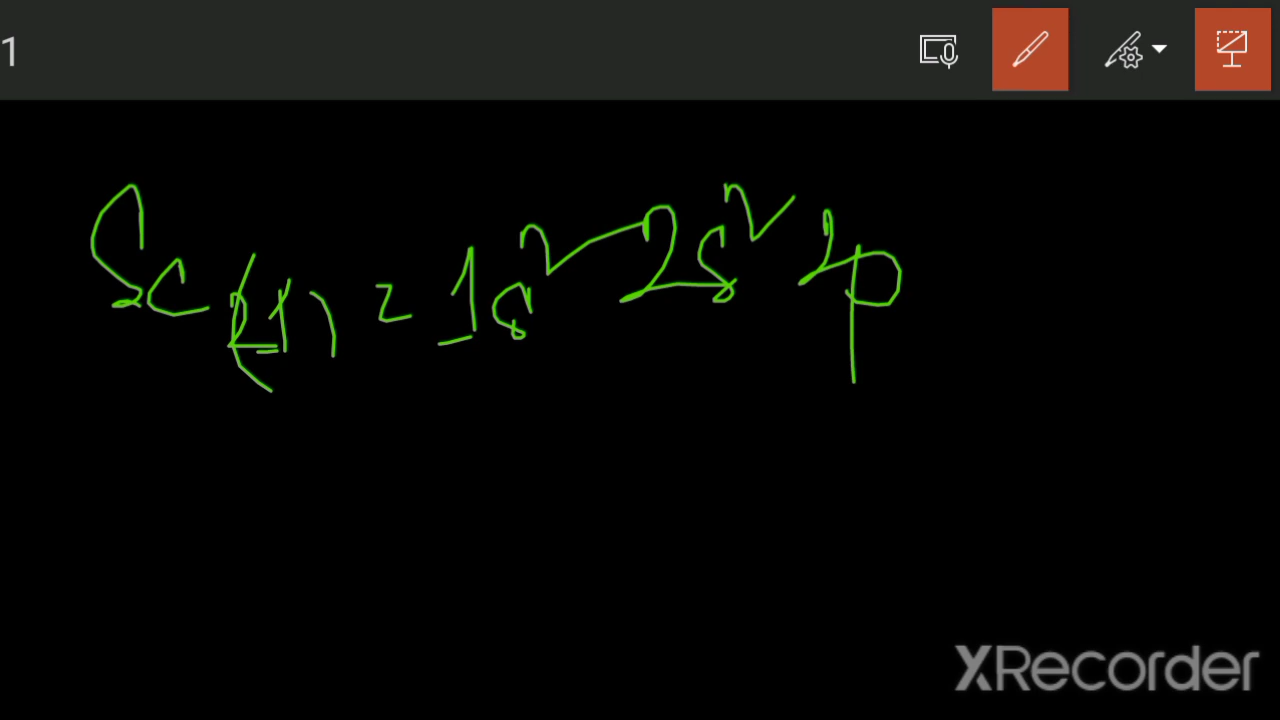 1
Sc (21) = 1s² 2s² 2p
XRecorder